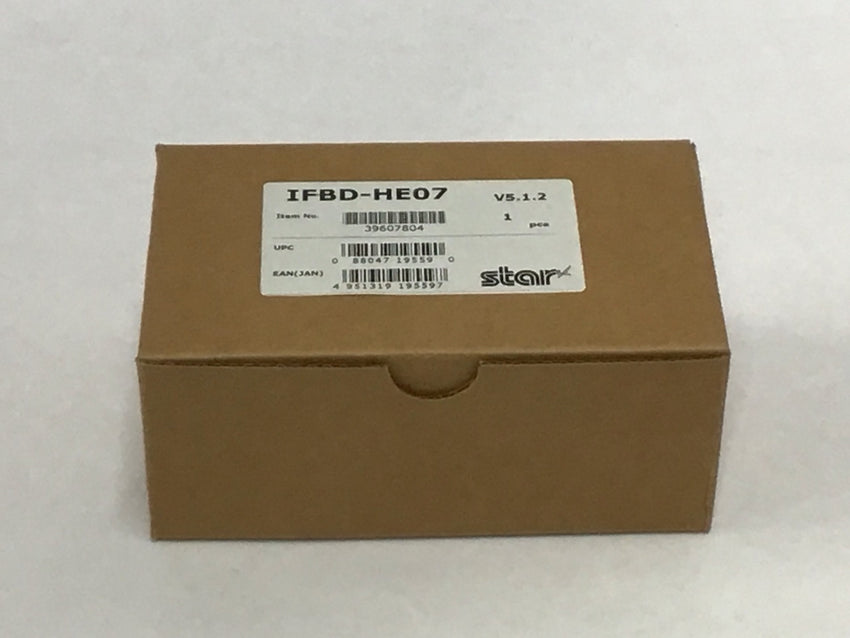 IFBD-HE07 V5.1.2
Item No. 1 pcs
39607804
UPC
0 88047 19559 0
EAN(JAN) star
4 951319 195597